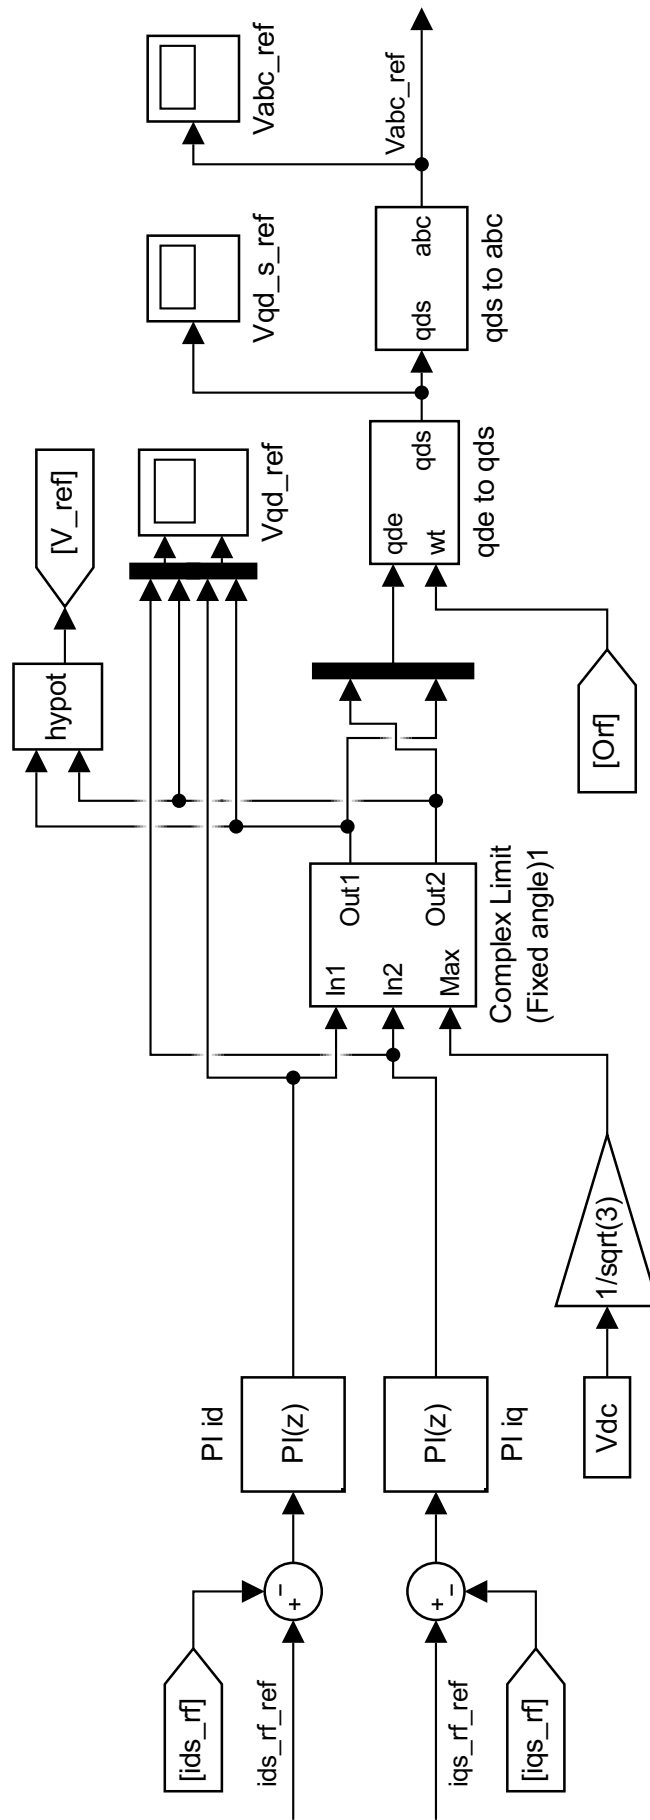 [ids_rf]
ids_rf_ref
-
+
PI id
PI(z)
iqs_rf_ref
+
-
[iqs_rf]
PI(z)
PI iq
Vdc
1/sqrt(3)
In1
In2
Max
Out1
Out2
Complex Limit
(Fixed angle)1
hypot
[V_ref]
Vqd_ref
[Orf]
qde
wt
qds
qde to qds
Vqd_s_ref
qds
abc
qds to abc
Vabc_ref
Vabc_ref